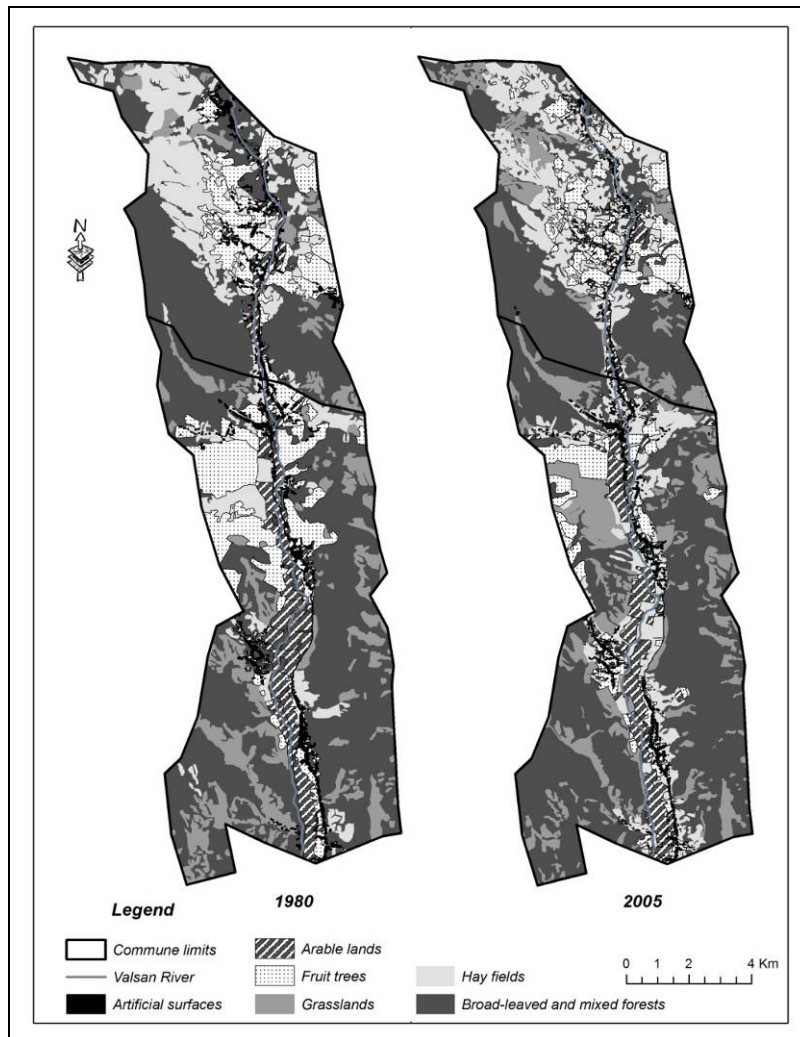 N
1980 2005
Legend
Commune limits Arable lands
Valsan River Fruit trees Hay fields
Artificial surfaces Grasslands Broad-leaved and mixed forests
0 1 2 4 Km